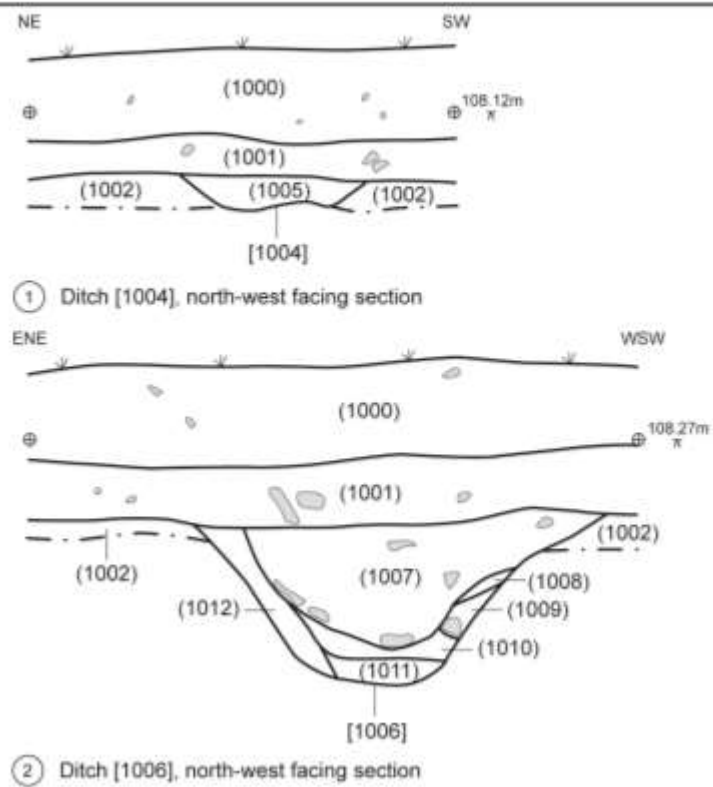 NE SW
(1000)
108.12m
(1001)
(1002) (1005) (1002)
[1004]
1 Ditch [1004], north-west facing section
ENE WSW
(1000)
108.27m
(1001)
(1002)
(1002) (1007) (1008)
(1012) (1009)
(1010)
(1011)
[1006]
2 Ditch [1006], north-west facing section